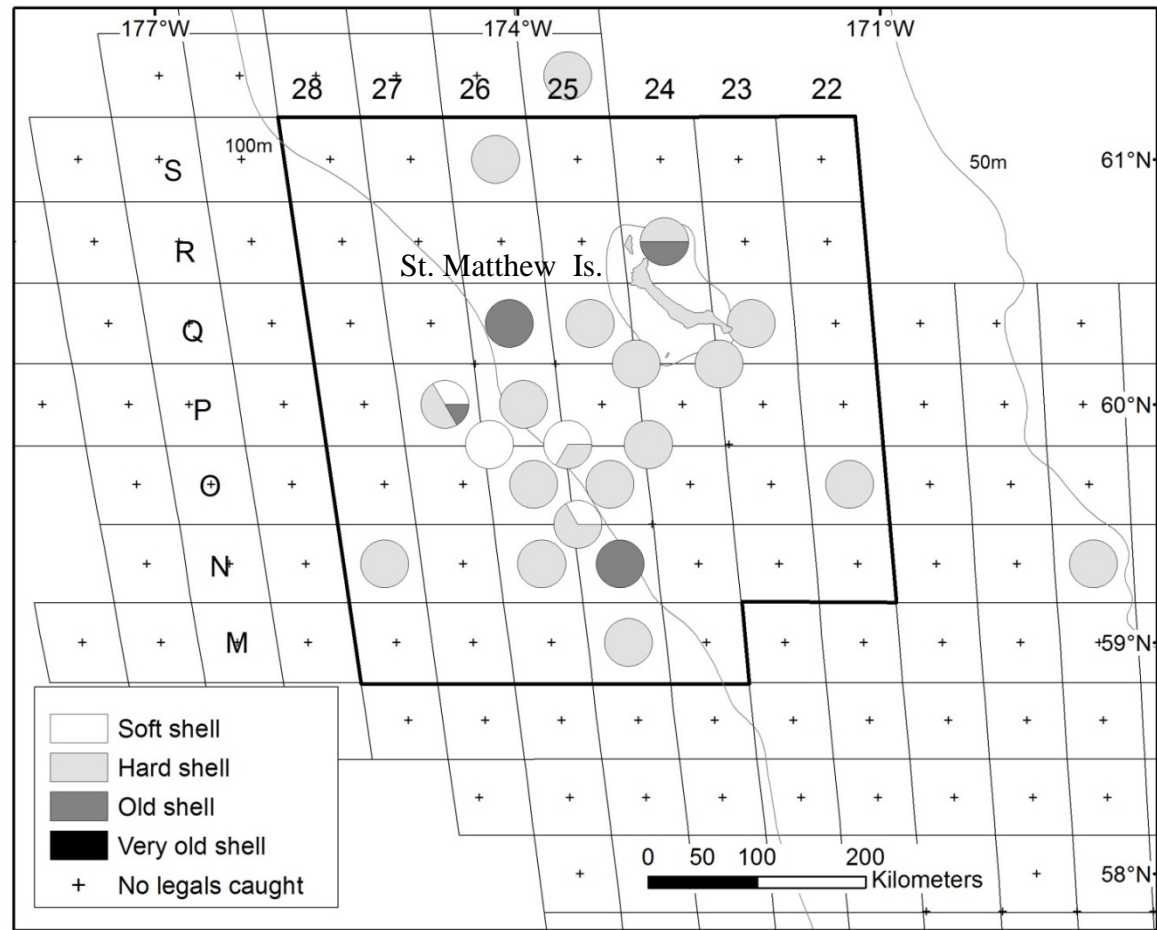 177°W 174°W 171°W
28 27 26 25 24 23 22
100m
50m
61°N
S
R
St. Matthew Is.
Q
P
60°N
O
N
M
59°N
Soft shell
Hard shell
Old shell
Very old shell
+ No legals caught
0 50 100 200
Kilometers
58°N